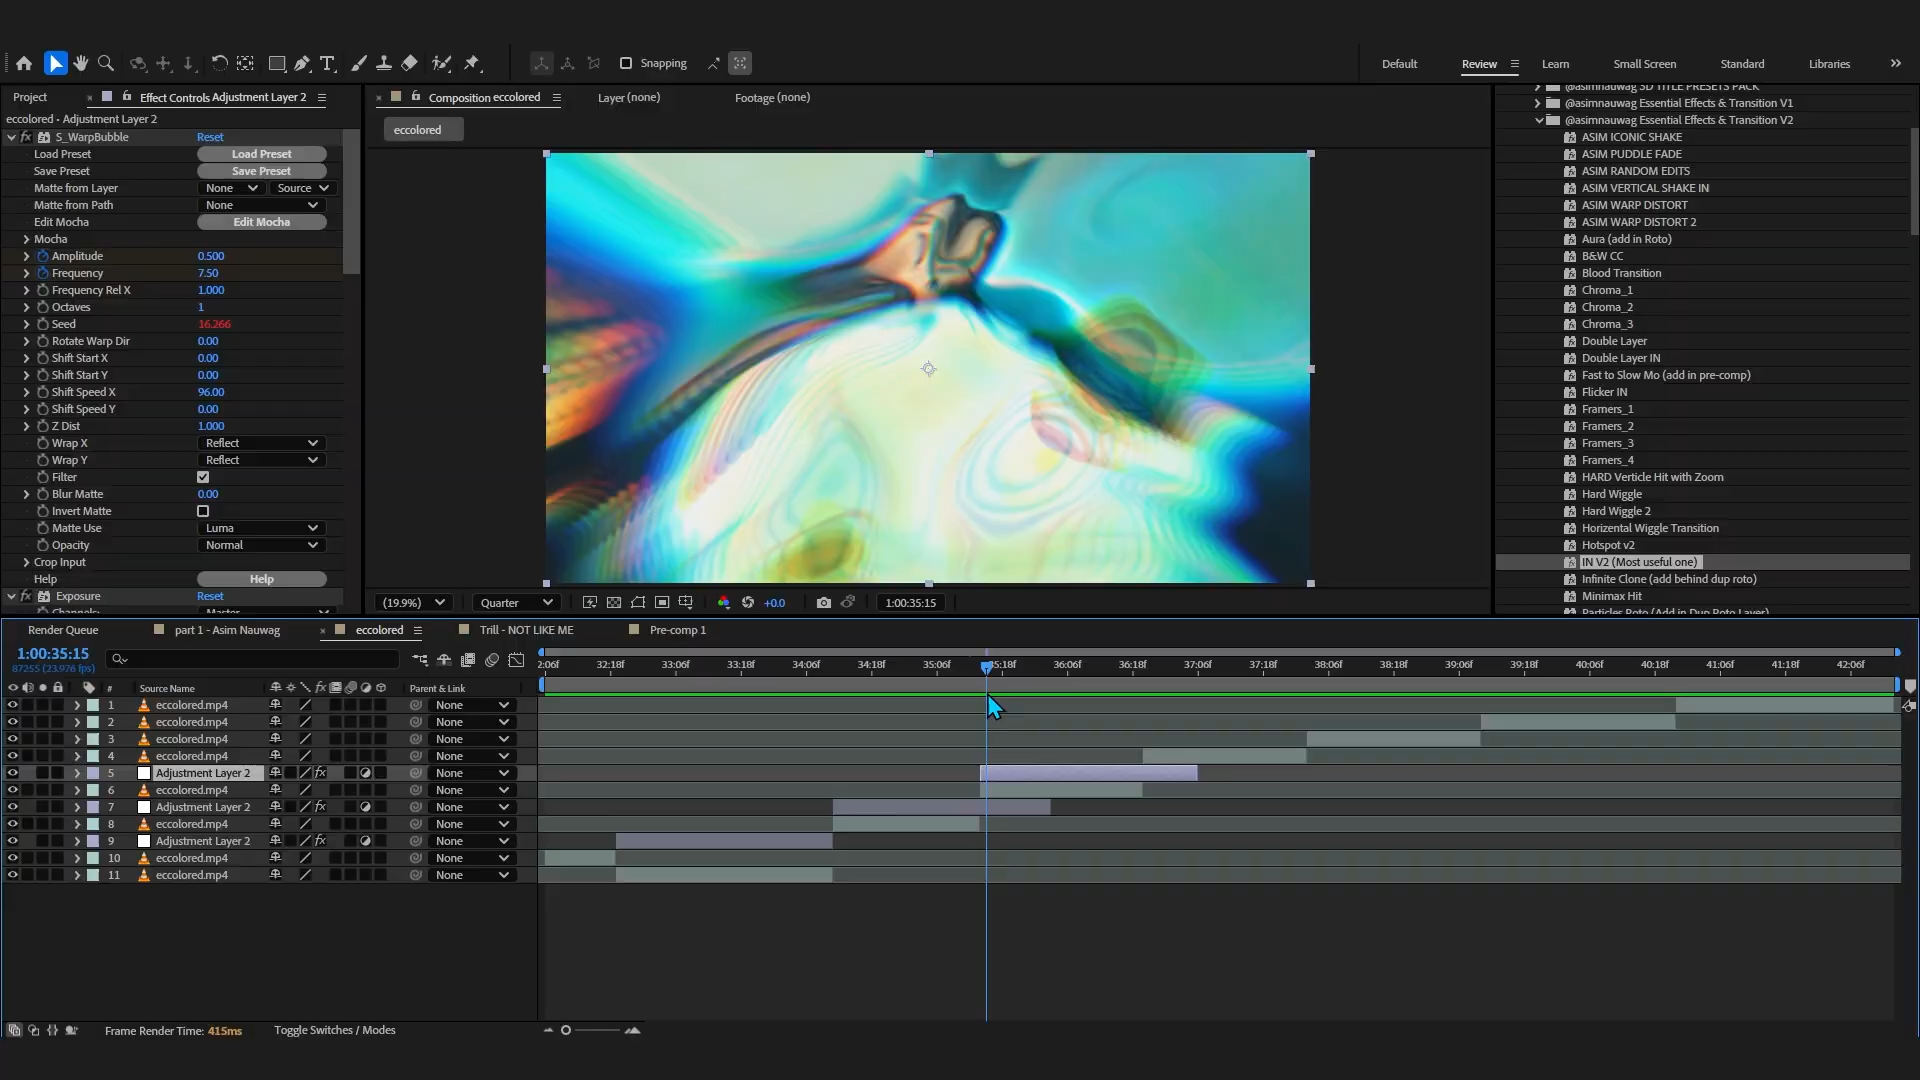 Snapping
Default
Review
Learn
Small Screen
Standard
Libraries
Project
Effect Controls Adjustment Layer 2
Composition eccolored
Layer (none)
Footage (none)
eccolored - Adjustment Layer 2
eccolored
S_WarpBubble Reset
Load Preset Load Preset
Save Preset Save Preset
Matte from Layer None Source
Matte from Path None
Edit Mocha Edit Mocha
Mocha
Amplitude 0.500
Frequency 7.50
Frequency Rel X 1.000
Octaves 1
Seed 16.266
Rotate Warp Dir 0.00
Shift Start X 0.00
Shift Start Y 0.00
Shift Speed X 96.00
Shift Speed Y 0.00
Z Dist 1.000
Wrap X Reflect
Wrap Y Reflect
Filter
Blur Matte 0.00
Invert Matte
Matte Use Luma
Opacity Normal
Crop Input
Help Help
Exposure Reset
Channels: Master
(19.9%) Quarter +0.0 1:00:35:15
@asimnauwag 3D TITLE PRESETS PACK
@asimnauwag Essential Effects & Transition V1
@asimnauwag Essential Effects & Transition V2
ASIM ICONIC SHAKE
ASIM PUDDLE FADE
ASIM RANDOM EDITS
ASIM VERTICAL SHAKE IN
ASIM WARP DISTORT
ASIM WARP DISTORT 2
Aura (add in Roto)
B&W CC
Blood Transition
Chroma_1
Chroma_2
Chroma_3
Double Layer
Double Layer IN
Fast to Slow Mo (add in pre-comp)
Flicker IN
Framers_1
Framers_2
Framers_3
Framers_4
HARD Verticle Hit with Zoom
Hard Wiggle
Hard Wiggle 2
Horizental Wiggle Transition
Hotspot v2
IN V2 (Most useful one)
Infinite Clone (add behind dup roto)
Minimax Hit
Particles Roto (Add in Dup Roto Layer)
Render Queue
part 1 - Asim Nauwag
eccolored
Trill - NOT LIKE ME
Pre-comp 1
1:00:35:15
87255 (23.976 fps)
2:06f 32:18f 33:06f 33:18f 34:06f 34:18f 35:06f 35:18f 36:06f 36:18f 37:06f 37:18f 38:06f 38:18f 39:06f 39:18f 40:06f 40:18f 41:06f 41:18f 42:06f
# Source Name fx Parent & Link
1 eccolored.mp4 None
2 eccolored.mp4 None
3 eccolored.mp4 None
4 eccolored.mp4 None
5 Adjustment Layer 2 fx None
6 eccolored.mp4 None
7 Adjustment Layer 2 fx None
8 eccolored.mp4 None
9 Adjustment Layer 2 fx None
10 eccolored.mp4 None
11 eccolored.mp4 None
Frame Render Time: 415ms
Toggle Switches / Modes